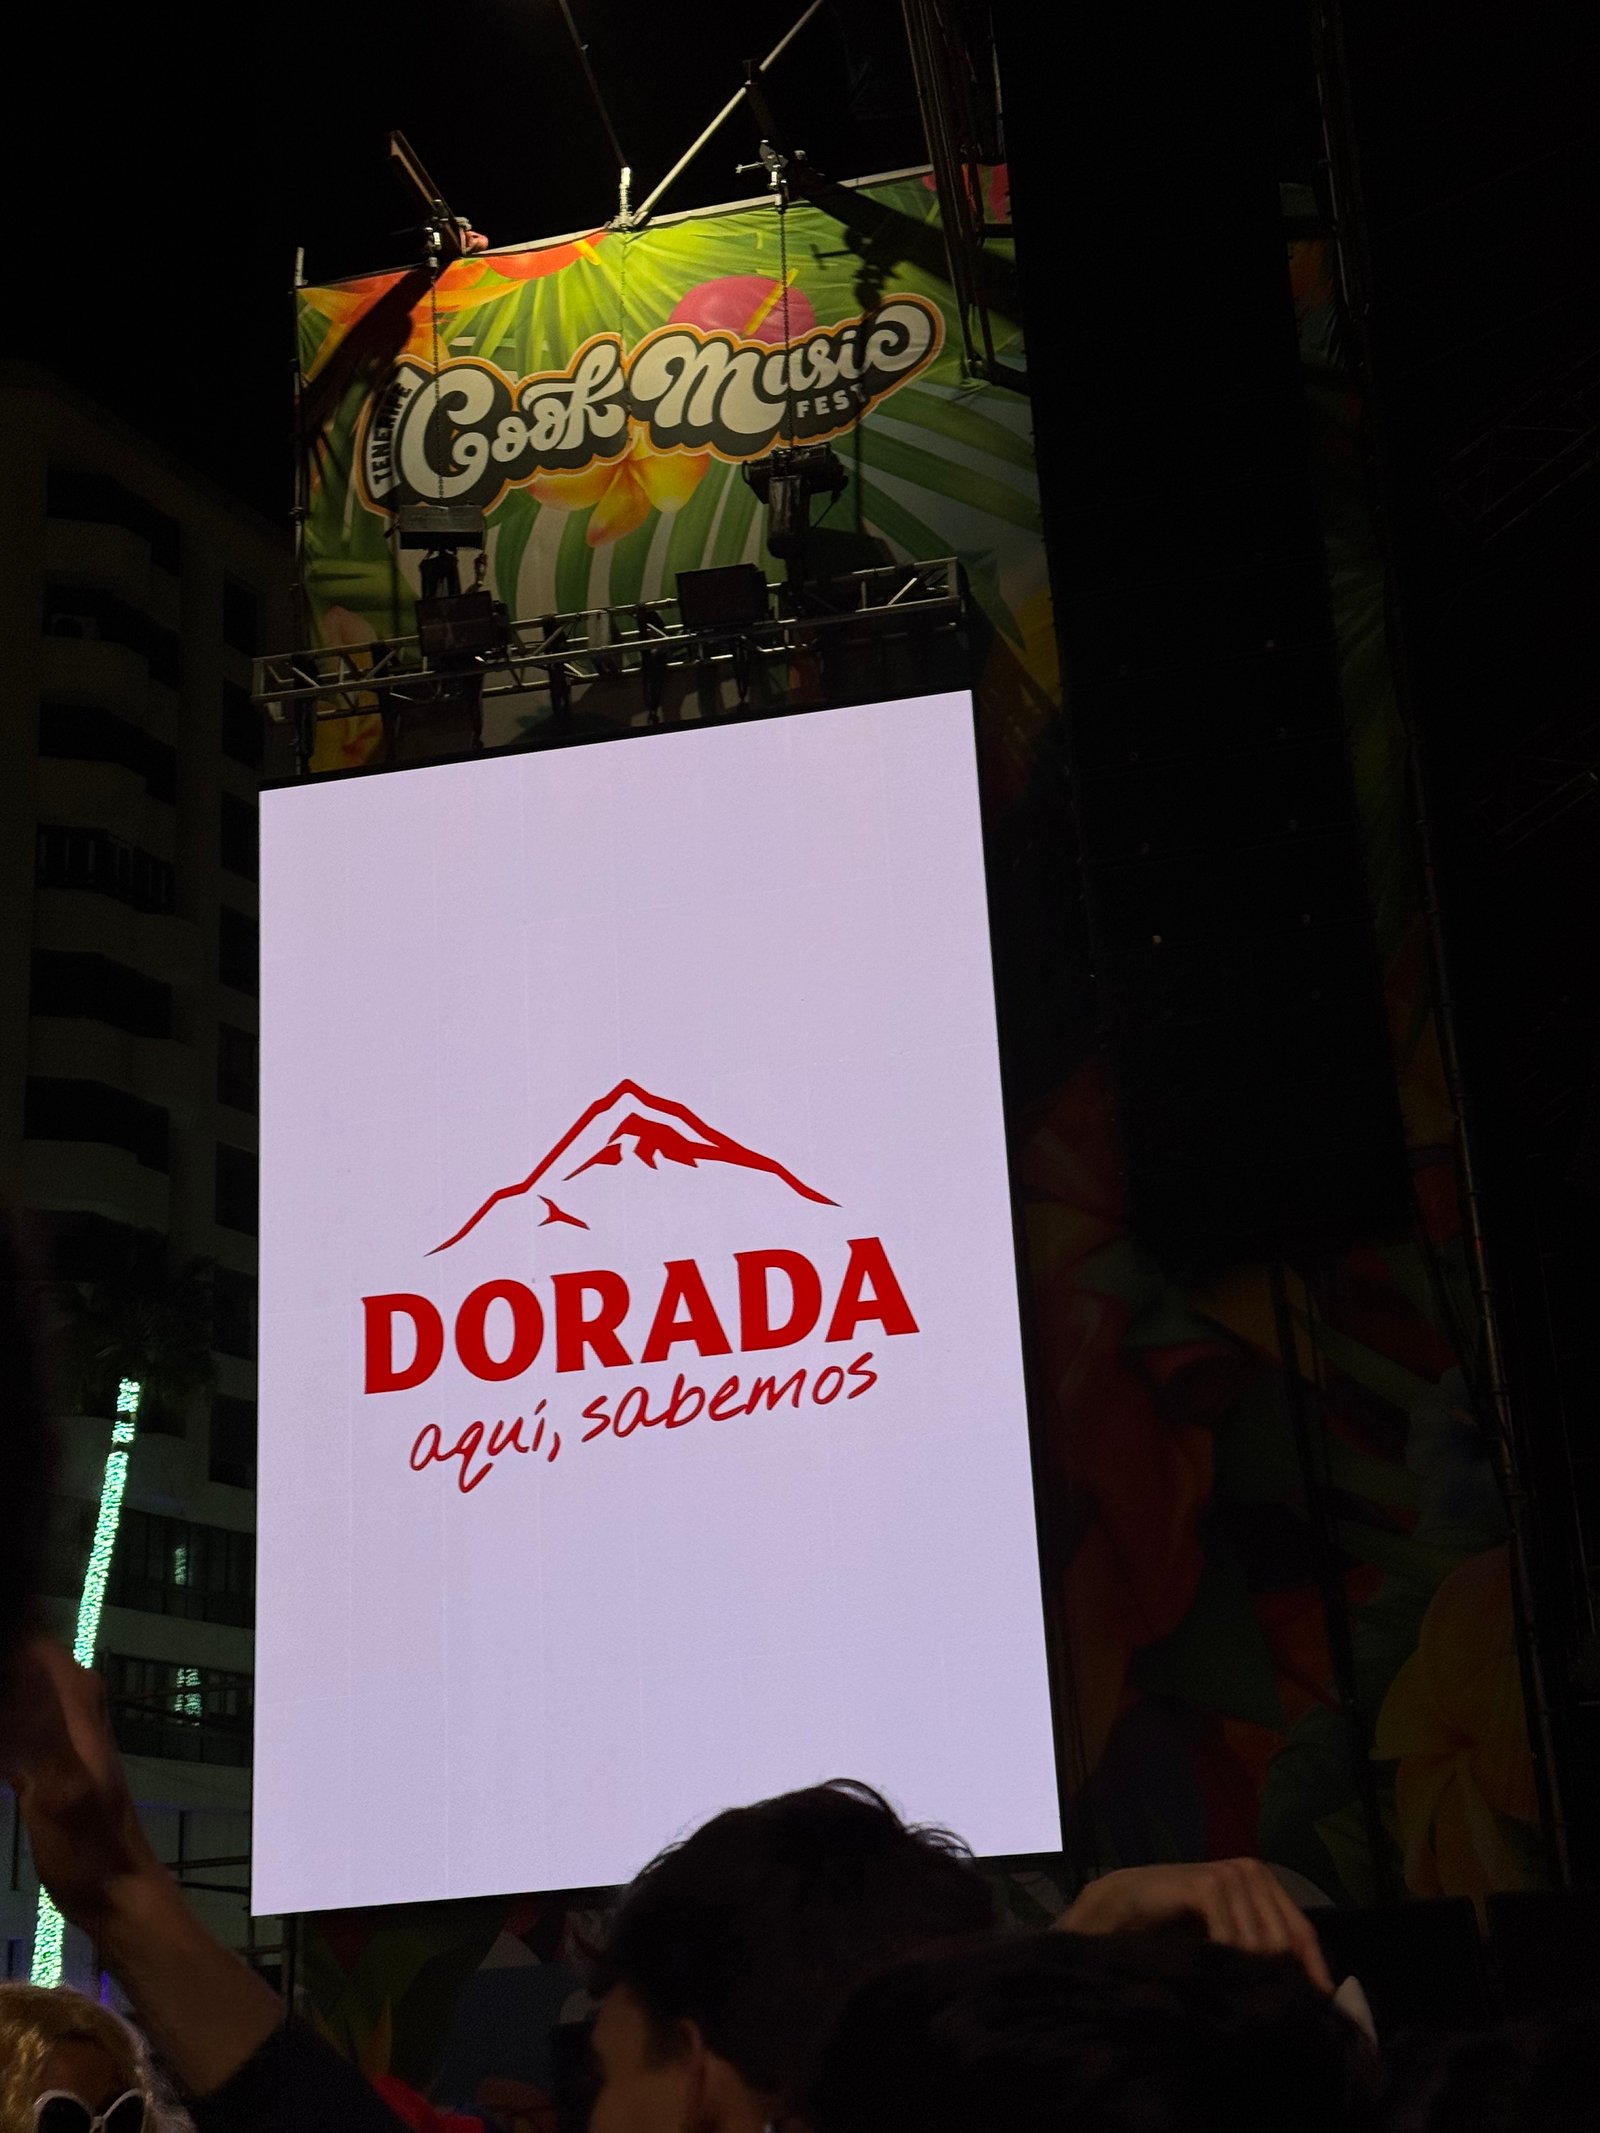 TENERIFE
Cook Music
FEST
DORADA
aquí, sabemos